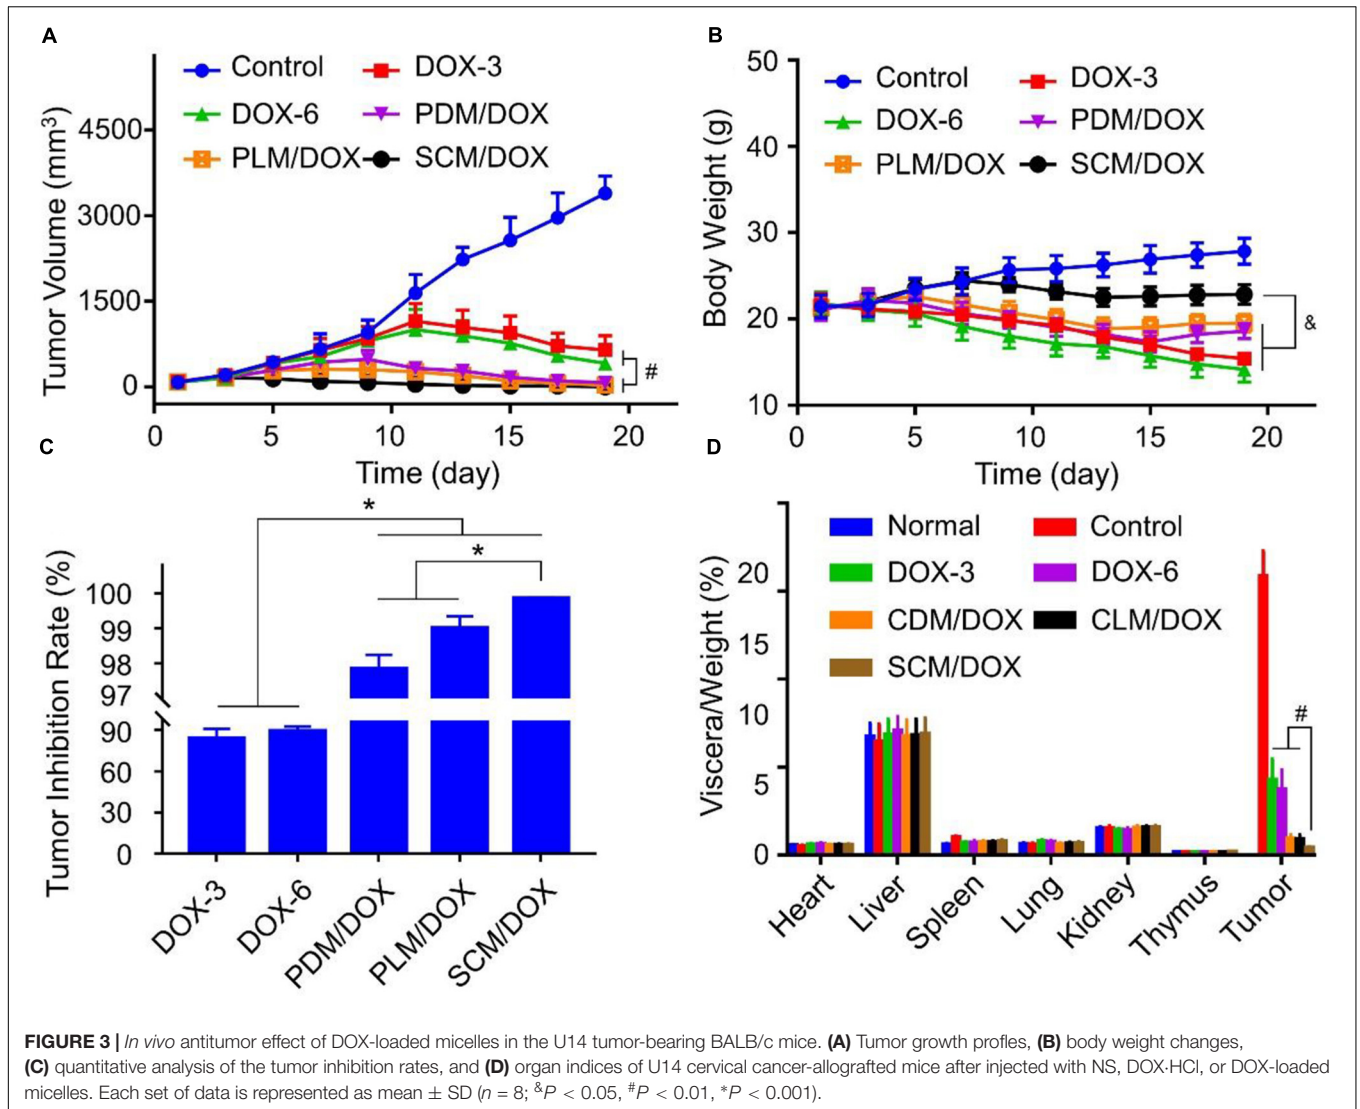 A
Control
DOX-3
DOX-6
PDM/DOX
PLM/DOX
SCM/DOX
Tumor Volume (mm³)
4500
3000
1500
0
0 5 10 15 20
Time (day)
#
B
Control
DOX-3
DOX-6
PDM/DOX
PLM/DOX
SCM/DOX
Body Weight (g)
50
40
30
20
10
0 5 10 15 20
Time (day)
&
C
Tumor Inhibition Rate (%)
100
99
98
97
90
60
30
0
*
*
DOX-3
DOX-6
PDM/DOX
PLM/DOX
SCM/DOX
D
Normal
Control
DOX-3
DOX-6
CDM/DOX
CLM/DOX
SCM/DOX
Viscera/Weight (%)
20
15
10
5
0
#
Heart
Liver
Spleen
Lung
Kidney
Thymus
Tumor
FIGURE 3 | In vivo antitumor effect of DOX-loaded micelles in the U14 tumor-bearing BALB/c mice. (A) Tumor growth profles, (B) body weight changes,
(C) quantitative analysis of the tumor inhibition rates, and (D) organ indices of U14 cervical cancer-allografted mice after injected with NS, DOX·HCl, or DOX-loaded
micelles. Each set of data is represented as mean ± SD (n = 8; &P < 0.05, #P < 0.01, *P < 0.001).